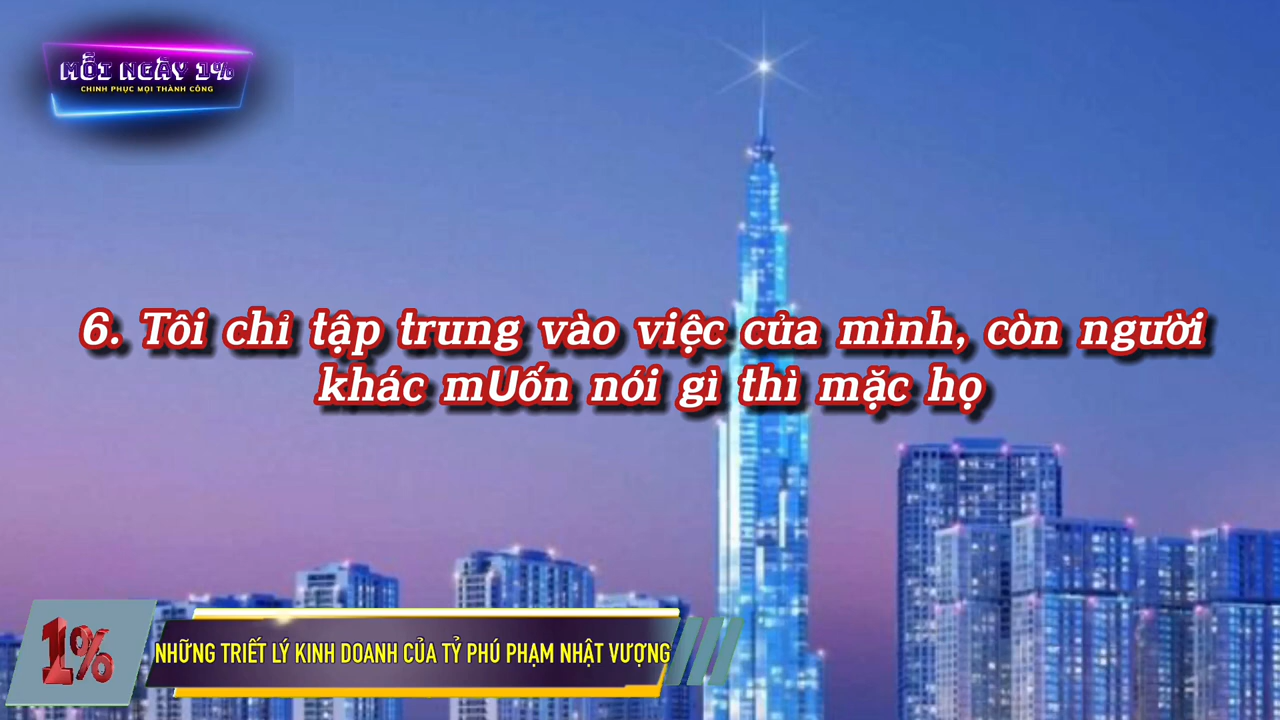 MỖI NGÀY 1%
CHINH PHỤC MỌI THÀNH CÔNG
6. Tôi chỉ tập trung vào việc của mình, còn người
khác mUốn nói gì thì mặc họ
1%
NHỮNG TRIẾT LÝ KINH DOANH CỦA TỶ PHÚ PHẠM NHẬT VƯỢNG